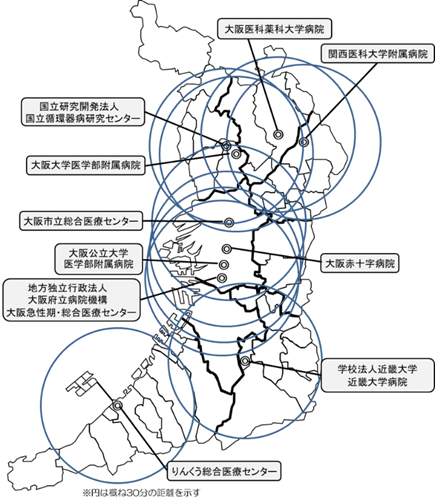 大阪医科薬科大学病院
関西医科大学附属病院
国立研究開発法人
国立循環器病研究センター
大阪大学医学部附属病院
大阪市立総合医療センター
大阪公立大学
医学部附属病院
大阪赤十字病院
地方独立行政法人
大阪府立病院機構
大阪急性期・総合医療センター
学校法人近畿大学
近畿大学病院
りんくう総合医療センター
※円は概ね30分の距離を示す